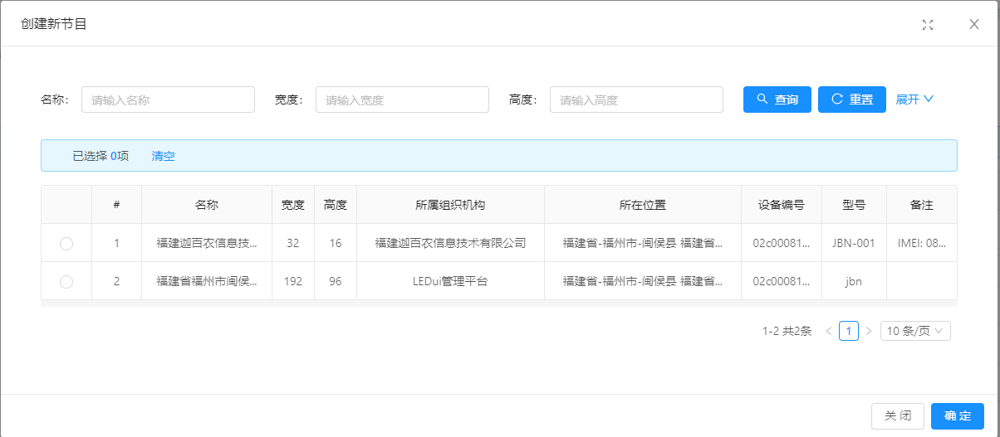 创建新节目
名称： 请输入名称 宽度： 请输入宽度 高度： 请输入高度 查询 重置 展开
已选择 0项 清空
# 名称 宽度 高度 所属组织机构 所在位置 设备编号 型号 备注
1 福建迦百农信息技... 32 16 福建迦百农信息技术有限公司 福建省-福州市-闽侯县 福建省... 02c00081... JBN-001 IMEI: 08...
2 福建省福州市闽侯... 192 96 LEDui管理平台 福建省-福州市-闽侯县 福建省... 02c00081... jbn
1-2 共2条 < 1 > 10 条/页
关 闭 确 定